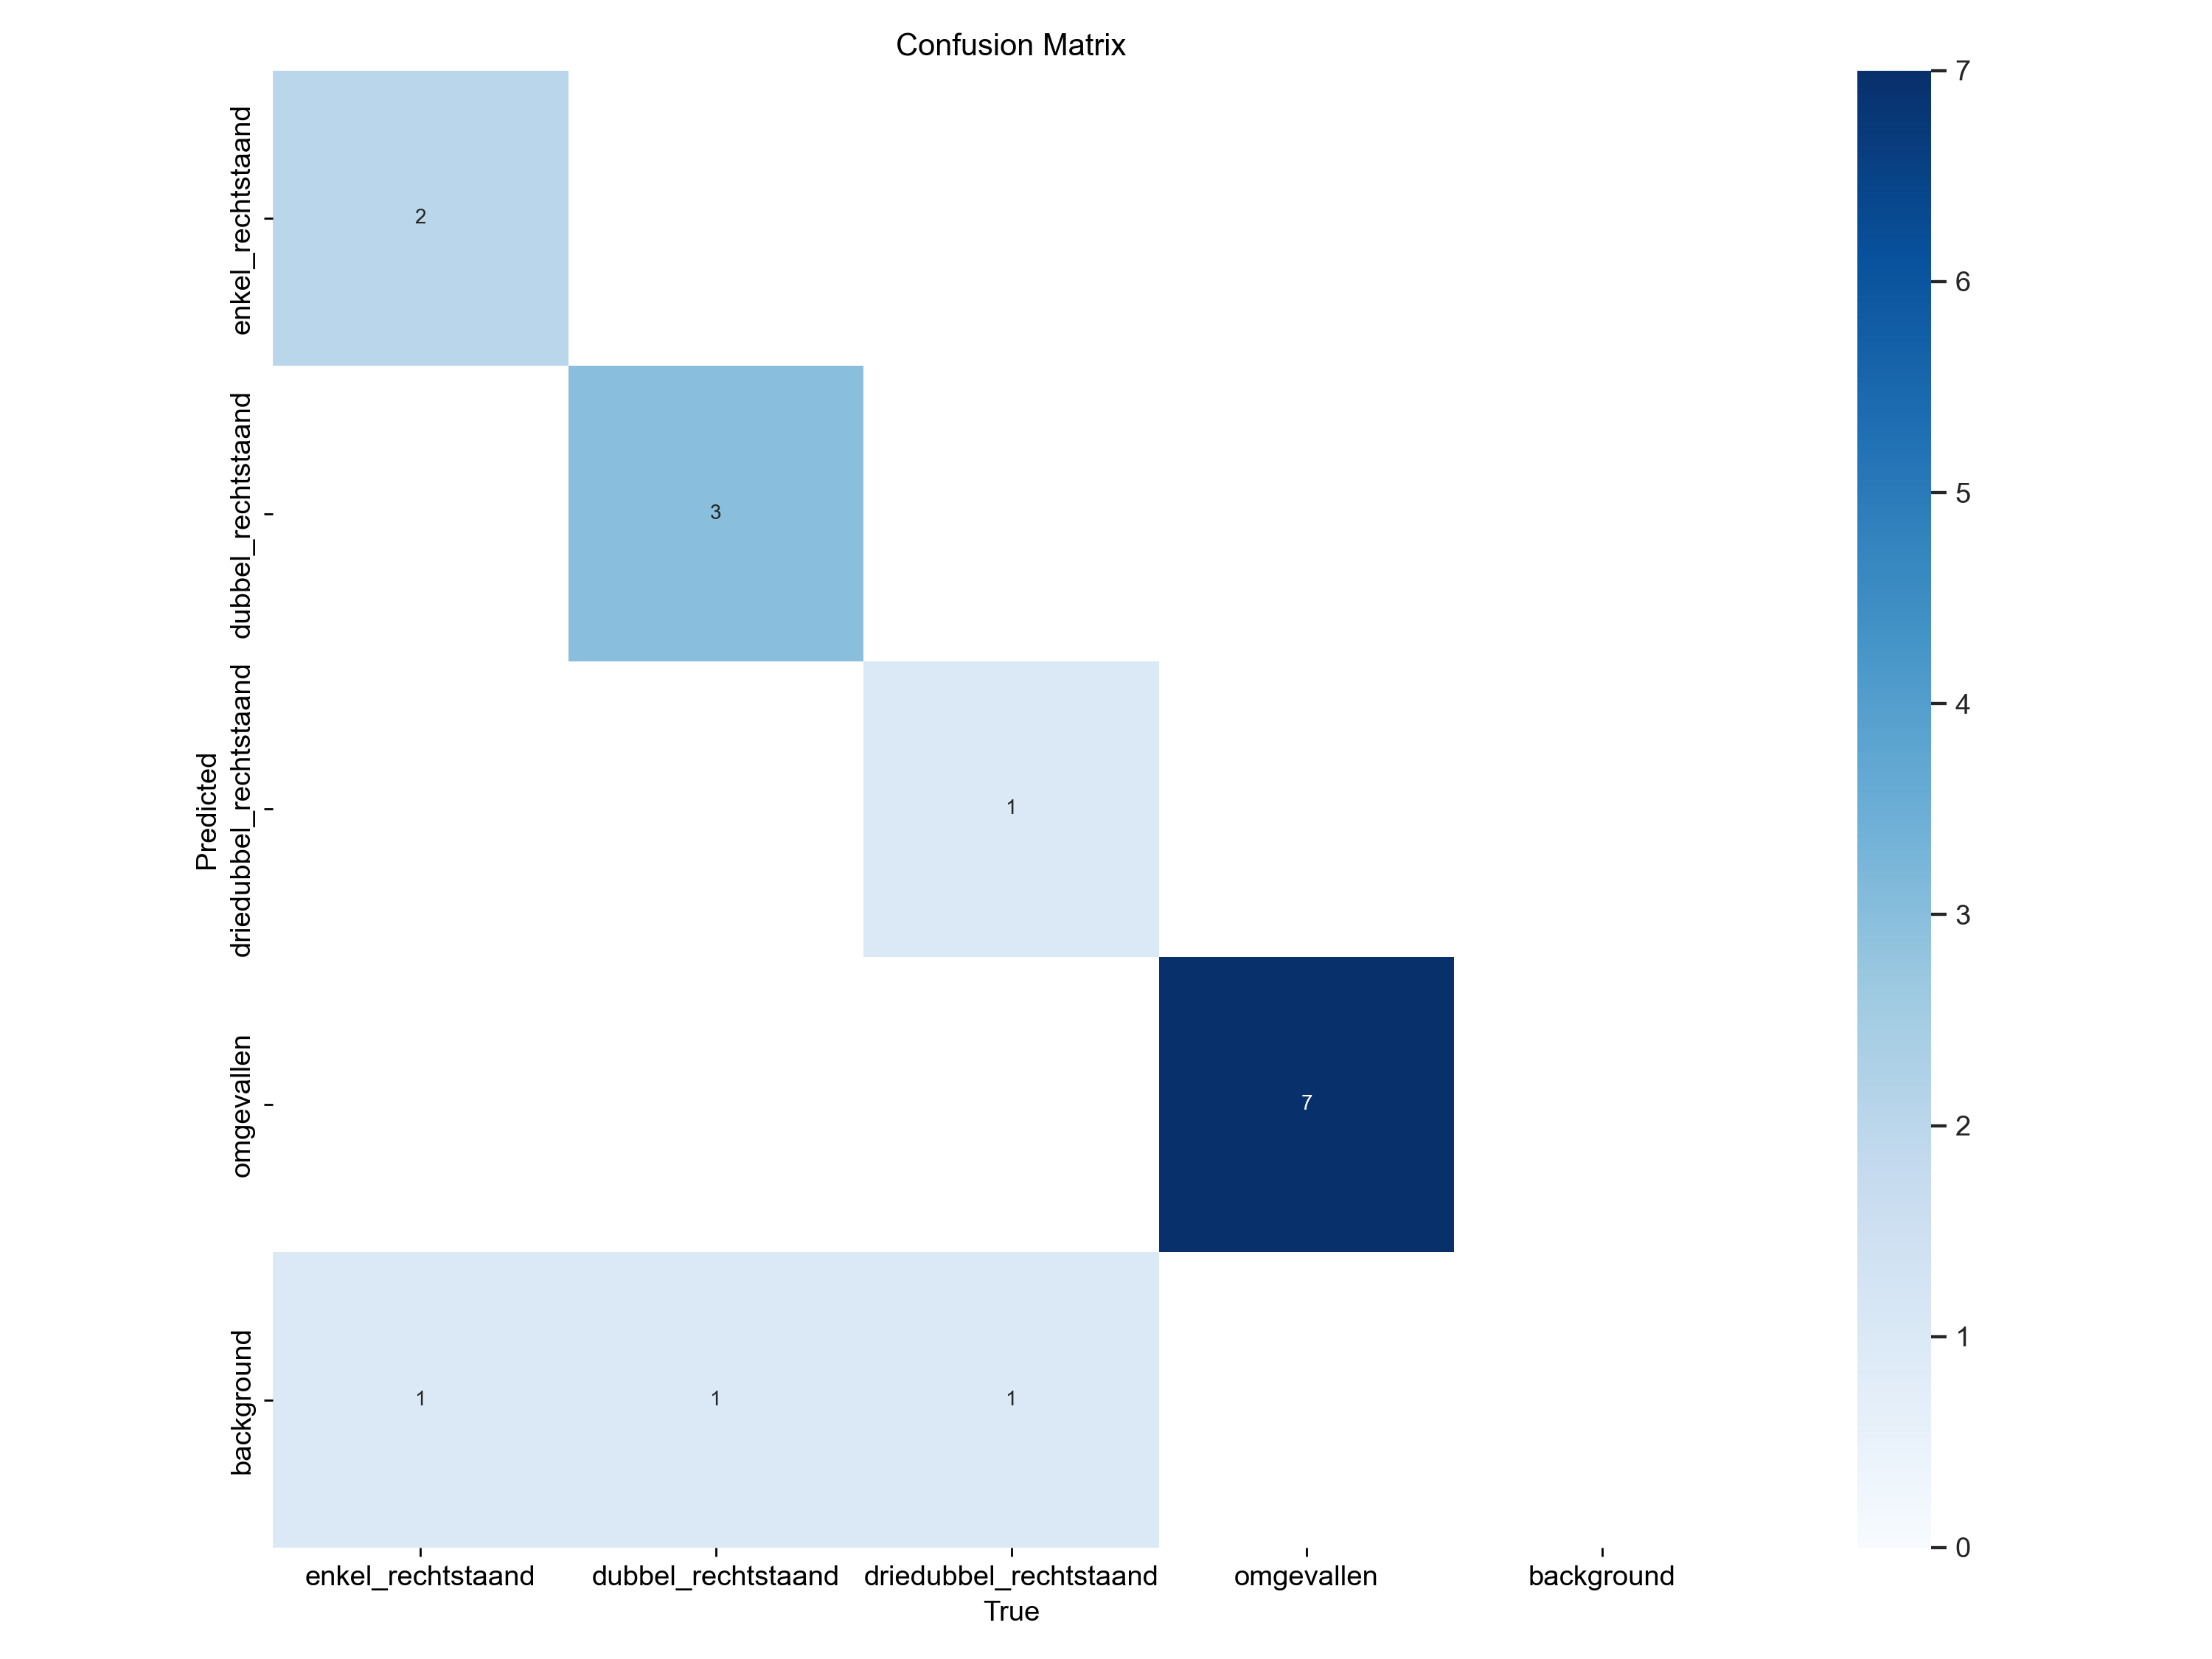 Confusion Matrix
enkel_rechtstaand
dubbel_rechtstaand
driedubbel_rechtstaand
omgevallen
background
Predicted
2
3
1
7
1 1 1
enkel_rechtstaand dubbel_rechtstaand driedubbel_rechtstaand omgevallen background
True
7
6
5
4
3
2
1
0